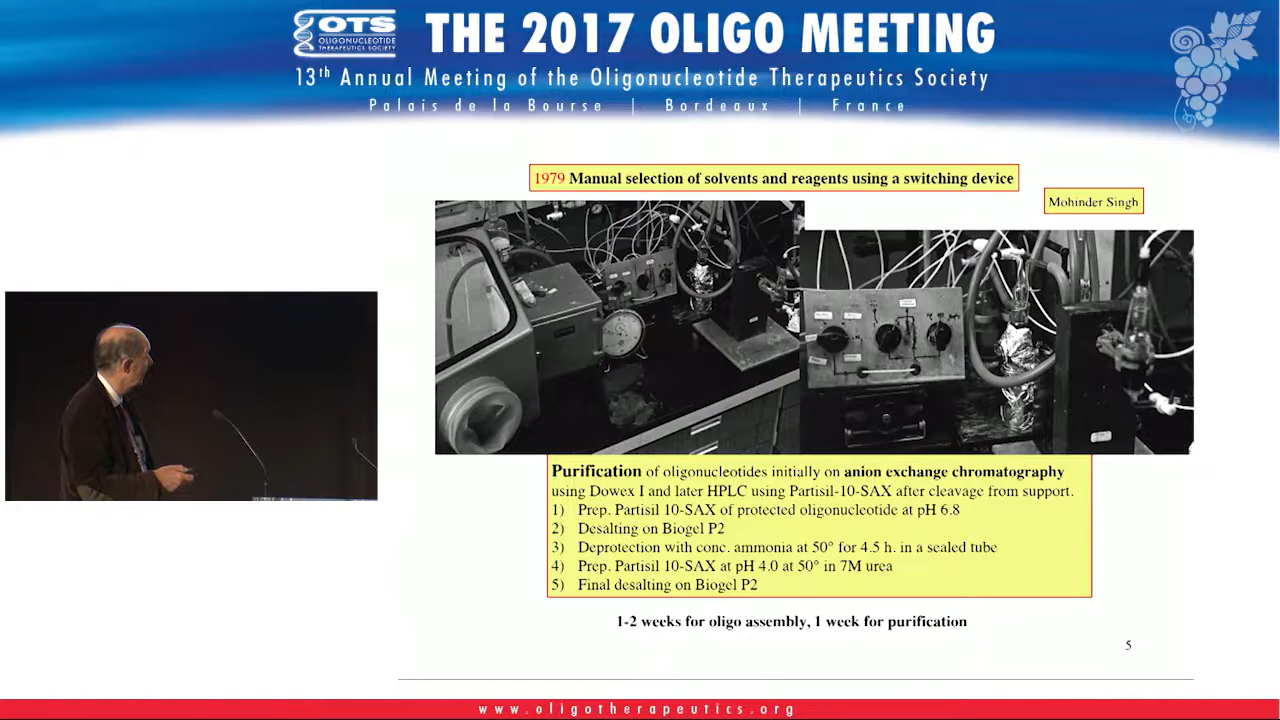 OTS
OLIGONUCLEOTIDE
THERAPEUTICS SOCIETY
THE 2017 OLIGO MEETING
13th Annual Meeting of the Oligonucleotide Therapeutics Society
Palais de la Bourse | Bordeaux | France
1979 Manual selection of solvents and reagents using a switching device
Mohinder Singh
Purification of oligonucleotides initially on anion exchange chromatography
using Dowex I and later HPLC using Partisil-10-SAX after cleavage from support.
1) Prep. Partisil 10-SAX of protected oligonucleotide at pH 6.8
2) Desalting on Biogel P2
3) Deprotection with conc. ammonia at 50° for 4.5 h. in a sealed tube
4) Prep. Partisil 10-SAX at pH 4.0 at 50° in 7M urea
5) Final desalting on Biogel P2
1-2 weeks for oligo assembly, 1 week for purification
5
www.oligotherapeutics.org